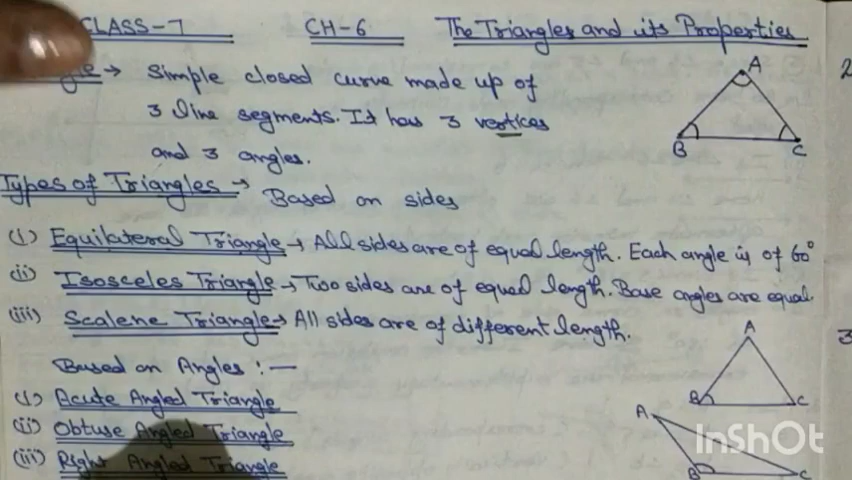 CLASS-7 CH-6 The Triangles and its Properties
→ Simple closed curve made up of
3 line segments. It has 3 vertices
and 3 angles.
A
B C
2
Types of Triangles → Based on sides
(i) Equilateral Triangle → All sides are of equal length. Each angle is of 60°
(ii) Isosceles Triangle → Two sides are of equal length. Base angles are equal.
(iii) Scalene Triangle → All sides are of different length.
Based on Angles :—
(i) Acute Angled Triangle
(ii) Obtuse Angled Triangle
(iii) Right Angled Triangle
A
B C
3
A
B C
InShOt